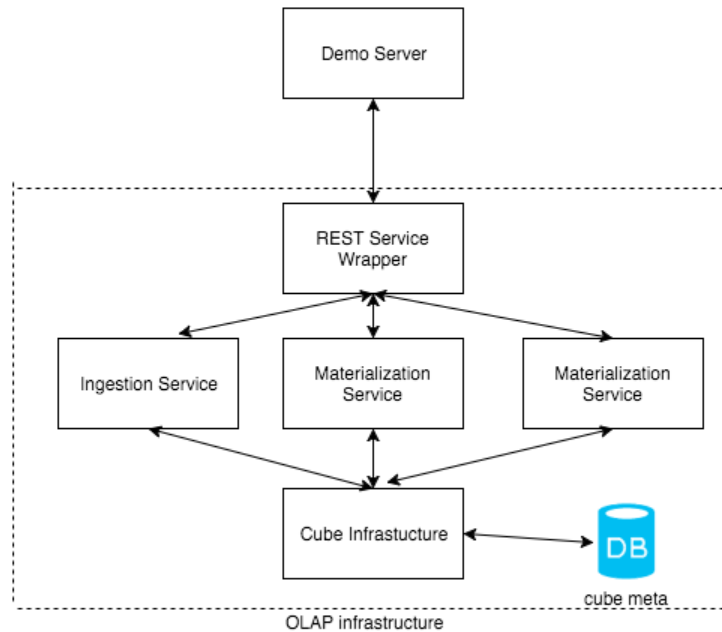 Demo Server
REST Service
Wrapper
Ingestion Service
Materialization
Service
Materialization
Service
Cube Infrastucture
DB
cube meta
OLAP infrastructure